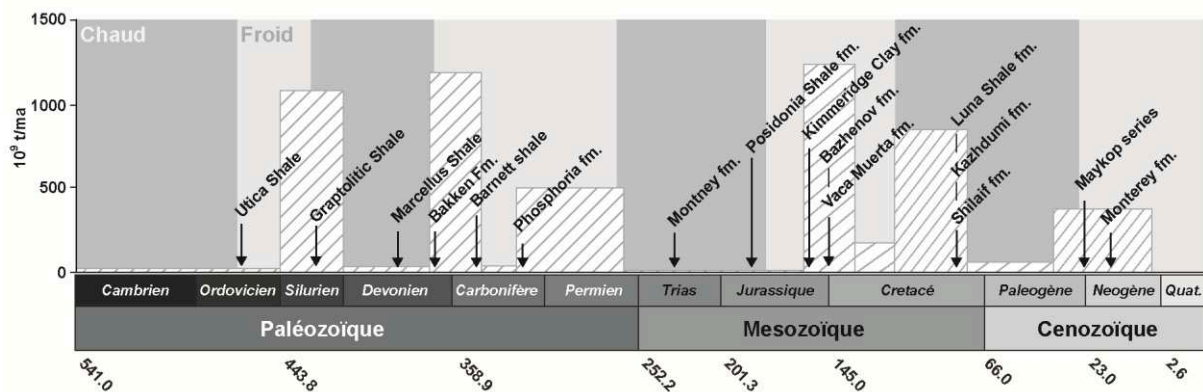 1500
Chaud
Froid
1000
10⁹ t/ma
500
0
Utica Shale
Graptolitic Shale
Marcellus Shale
Bakken Fm.
Barnett shale
Phosphoria fm.
Montney fm.
Posidonia Shale fm.
Kimmeridge Clay fm.
Bazhenov fm.
Vaca Muerta fm.
Luna Shale fm.
Kazhdumi fm.
Shilaif fm.
Maykop series
Monterey fm.
Cambrien Ordovicien Silurien Devonien Carbonifère Permien Trias Jurassique Cretacé Paleogène Neogène Quat.
Paléozoïque Mesozoïque Cenozoïque
541.0 443.8 358.9 252.2 201.3 145.0 66.0 23.0 2.6